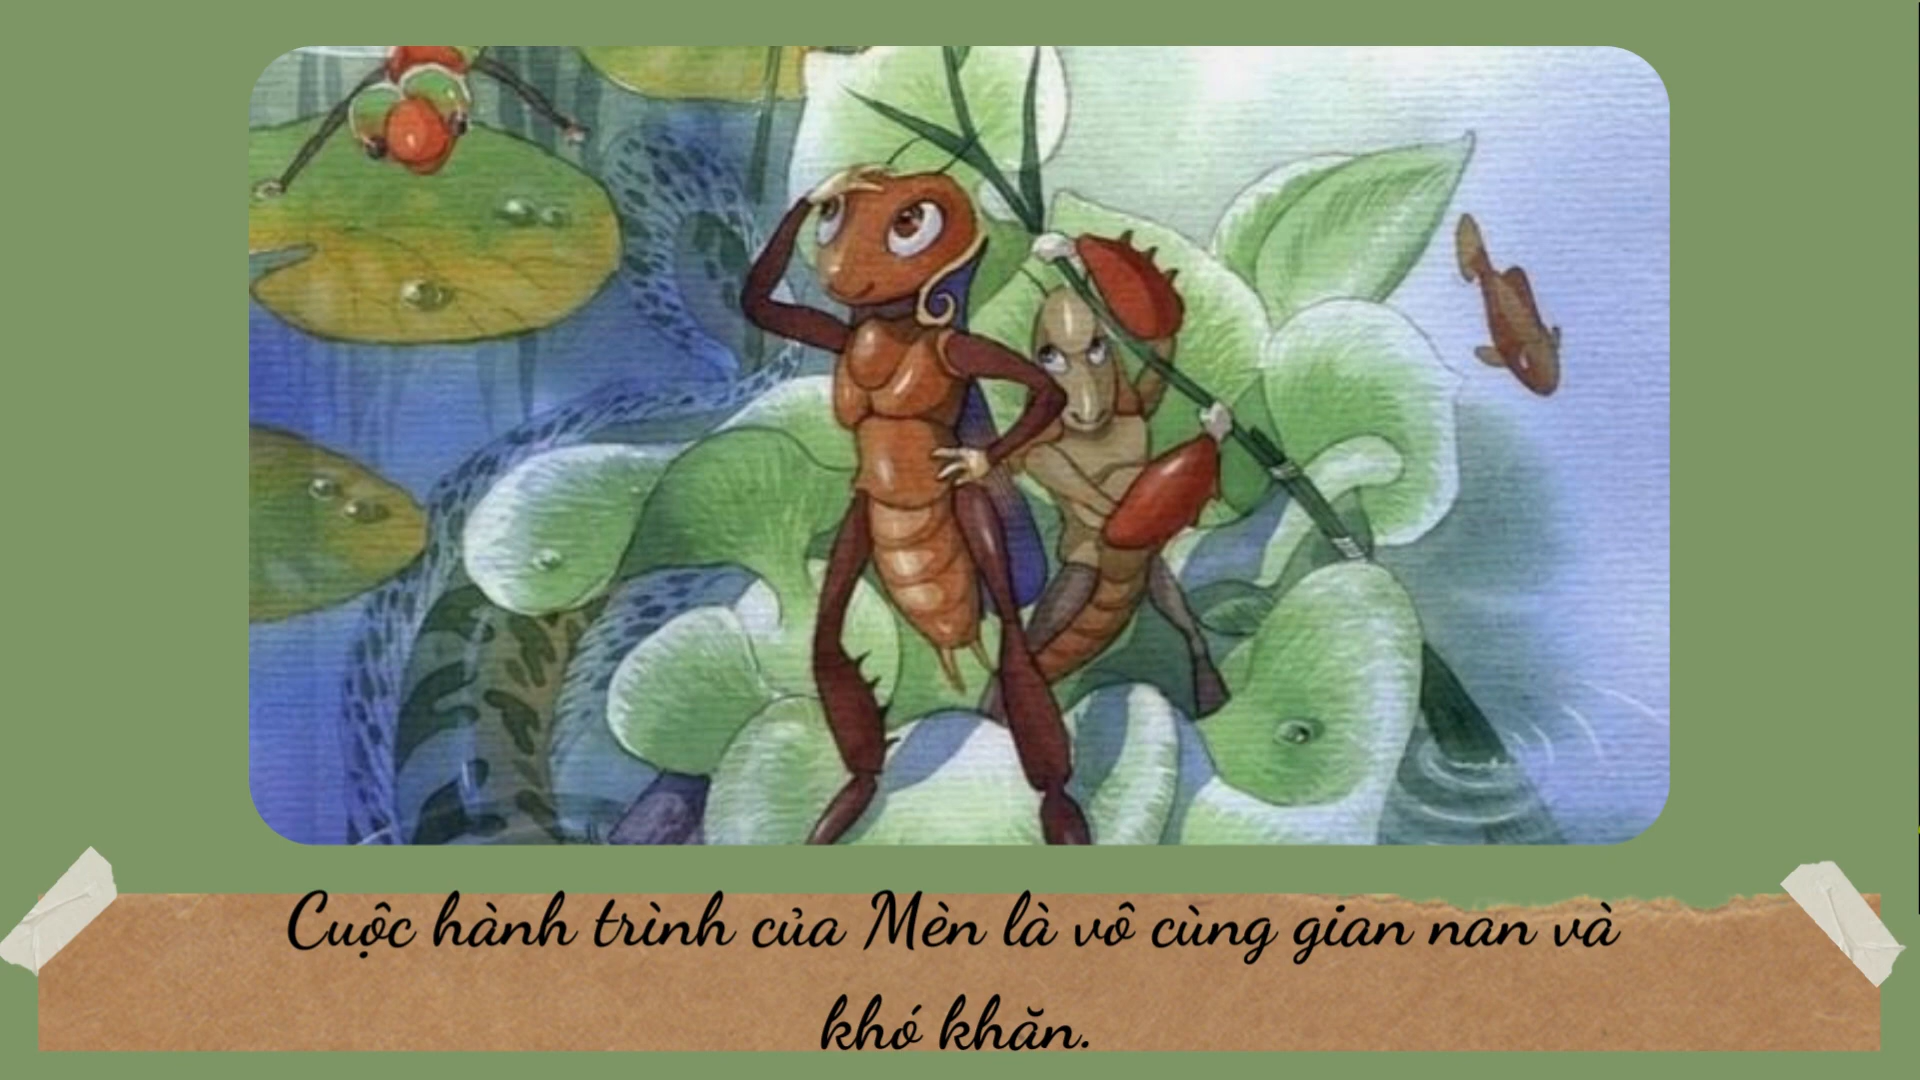 Cuộc hành trình của Mèn là vô cùng gian nan và
khó khăn.